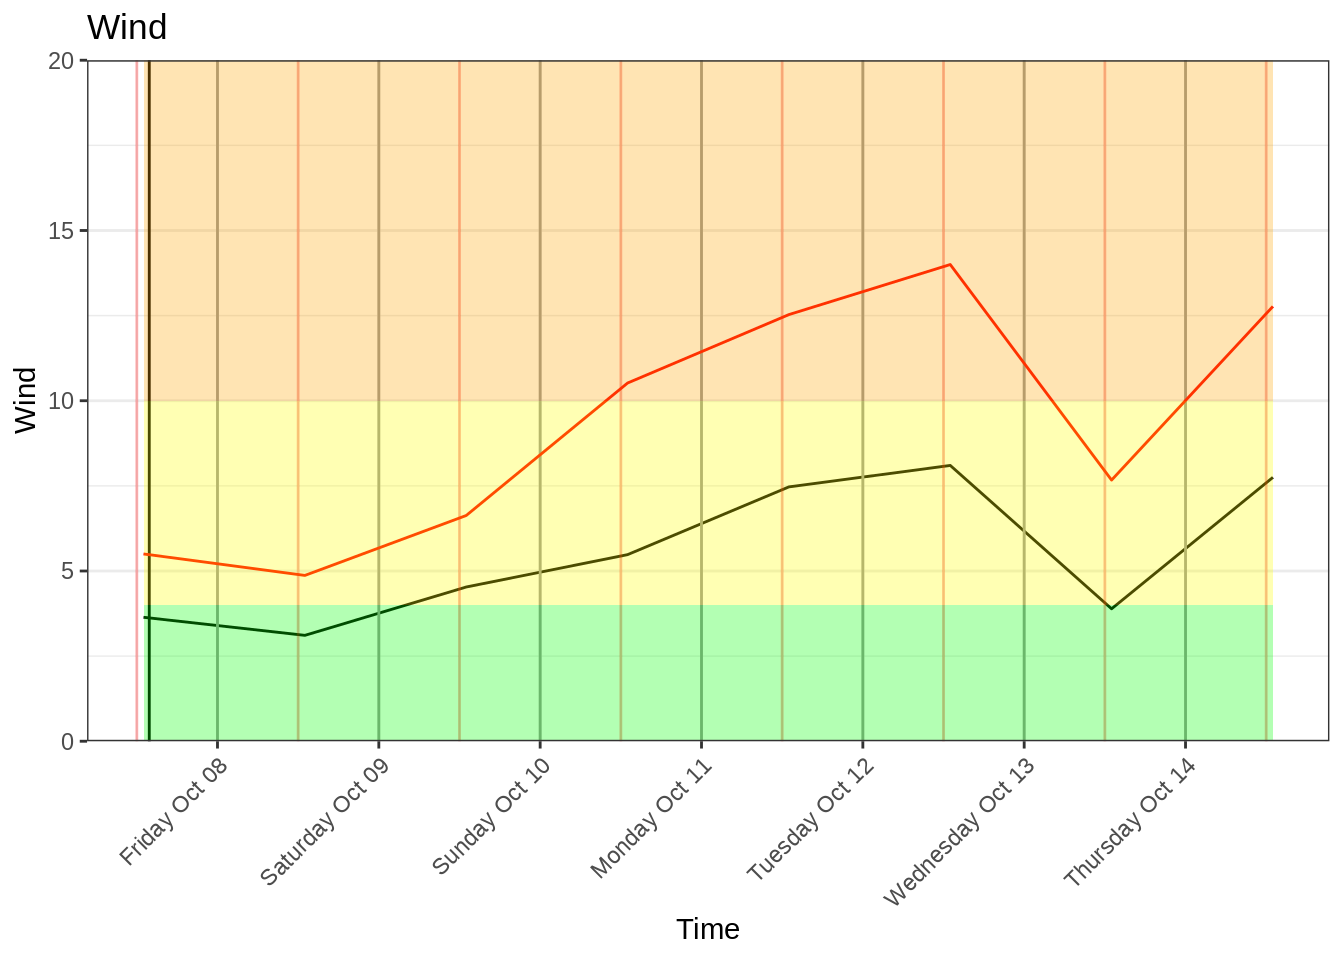 Wind
20
15
10
5
0
Wind
Friday Oct 08
Saturday Oct 09
Sunday Oct 10
Monday Oct 11
Tuesday Oct 12
Wednesday Oct 13
Thursday Oct 14
Time